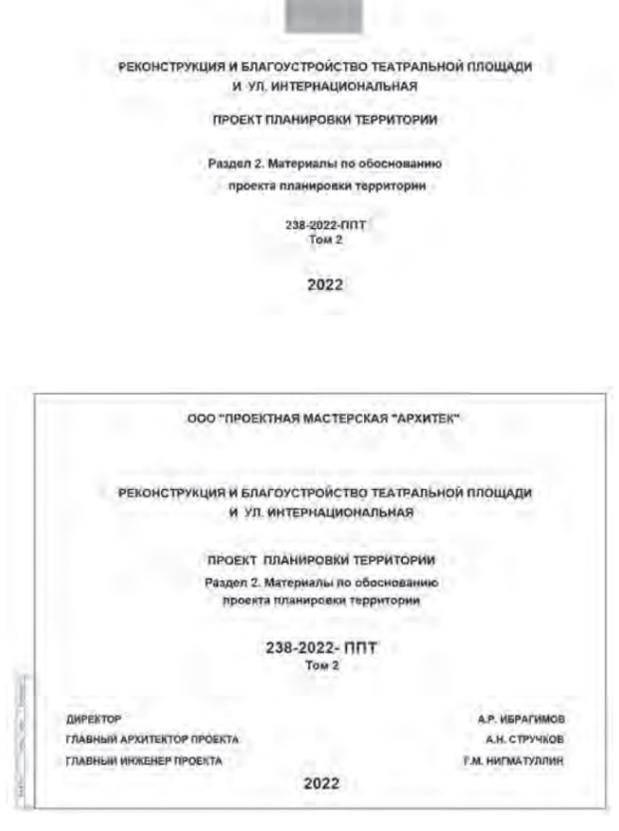 РЕКОНСТРУКЦИЯ И БЛАГОУСТРОЙСТВО ТЕАТРАЛЬНОЙ ПЛОЩАДИ
И УЛ. ИНТЕРНАЦИОНАЛЬНАЯ
ПРОЕКТ ПЛАНИРОВКИ ТЕРРИТОРИИ
Раздел 2. Материалы по обоснованию
проекта планировки территории
238-2022-ППТ
Том 2
2022
ООО "ПРОЕКТНАЯ МАСТЕРСКАЯ "АРХИТЕК"
РЕКОНСТРУКЦИЯ И БЛАГОУСТРОЙСТВО ТЕАТРАЛЬНОЙ ПЛОЩАДИ
И УЛ. ИНТЕРНАЦИОНАЛЬНАЯ
ПРОЕКТ ПЛАНИРОВКИ ТЕРРИТОРИИ
Раздел 2. Материалы по обоснованию
проекта планировки территории
238-2022- ППТ
Том 2
ДИРЕКТОР А.Р. ИБРАГИМОВ
ГЛАВНЫЙ АРХИТЕКТОР ПРОЕКТА А.Н. СТРУЧКОВ
ГЛАВНЫЙ ИНЖЕНЕР ПРОЕКТА Г.М. НИГМАТУЛЛИН
2022